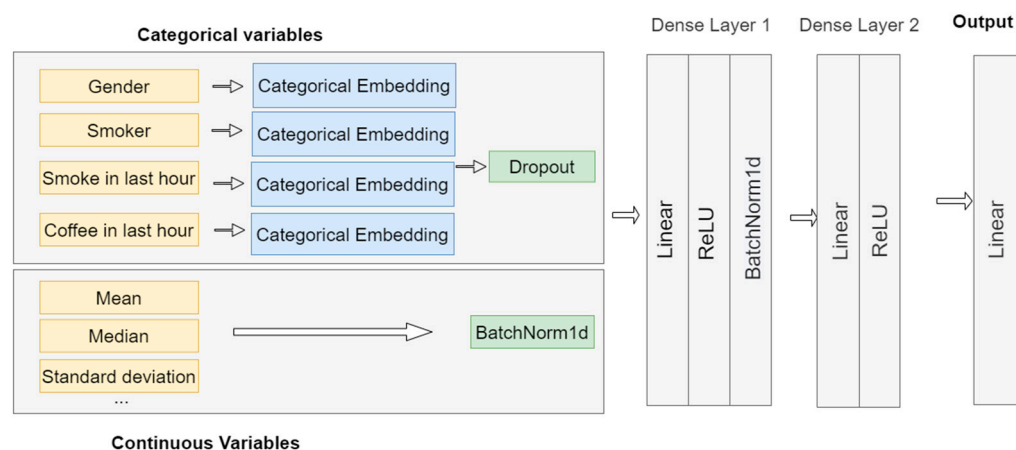 Categorical variables
Gender
Categorical Embedding
Smoker
Categorical Embedding
Smoke in last hour
Categorical Embedding
Coffee in last hour
Categorical Embedding
Dropout
Mean
Median
Standard deviation
...
BatchNorm1d
Continuous Variables
Dense Layer 1
Linear
ReLU
BatchNorm1d
Dense Layer 2
Linear
ReLU
Output
Linear